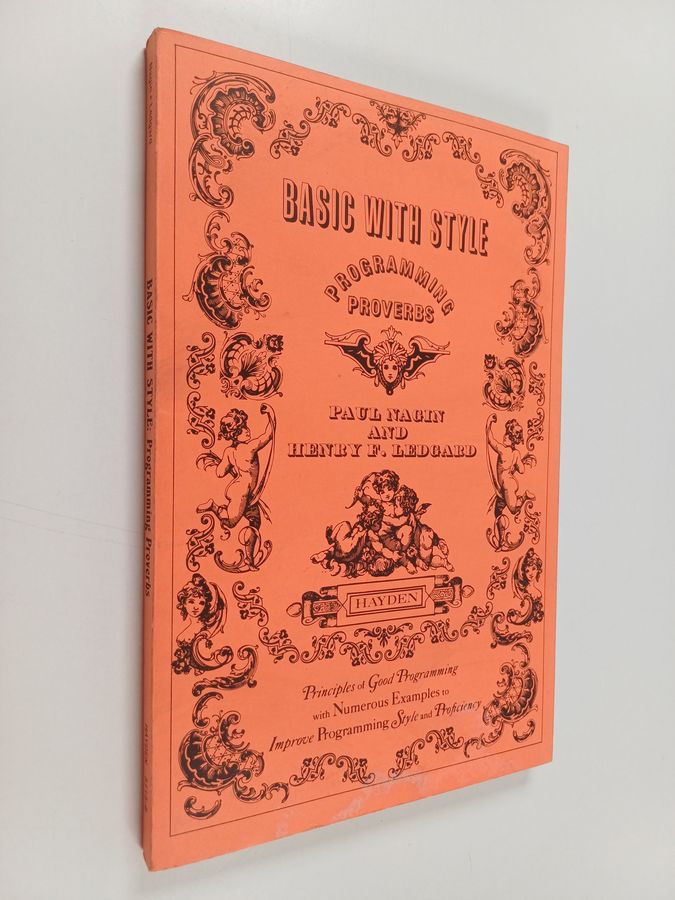 BASIC WITH STYLE
PROGRAMMING
PROVERBS
PAUL NAGIN
AND
HENRY F. LEDGARD
HAYDEN
Principles of Good Programming
with Numerous Examples to
Improve Programming Style and Proficiency
BASIC WITH STYLE: Programming Proverbs
HAYDEN